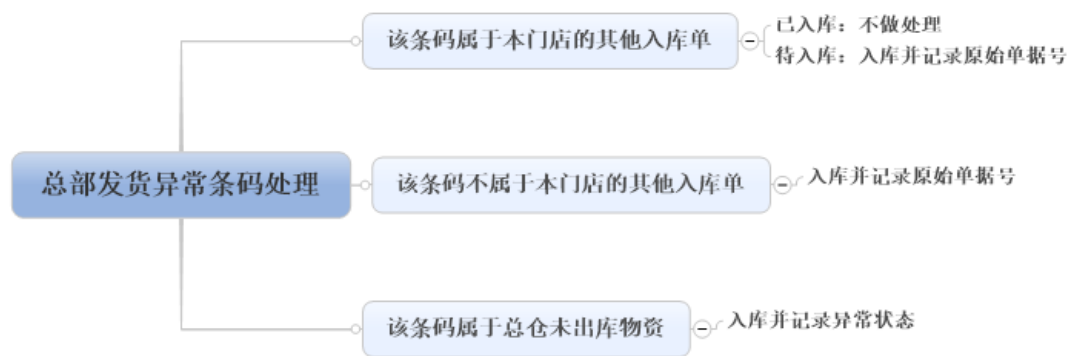 总部发货异常条码处理
该条码属于本门店的其他入库单
已入库：不做处理
待入库：入库并记录原始单据号
该条码不属于本门店的其他入库单
入库并记录原始单据号
该条码属于总仓未出库物资
入库并记录异常状态